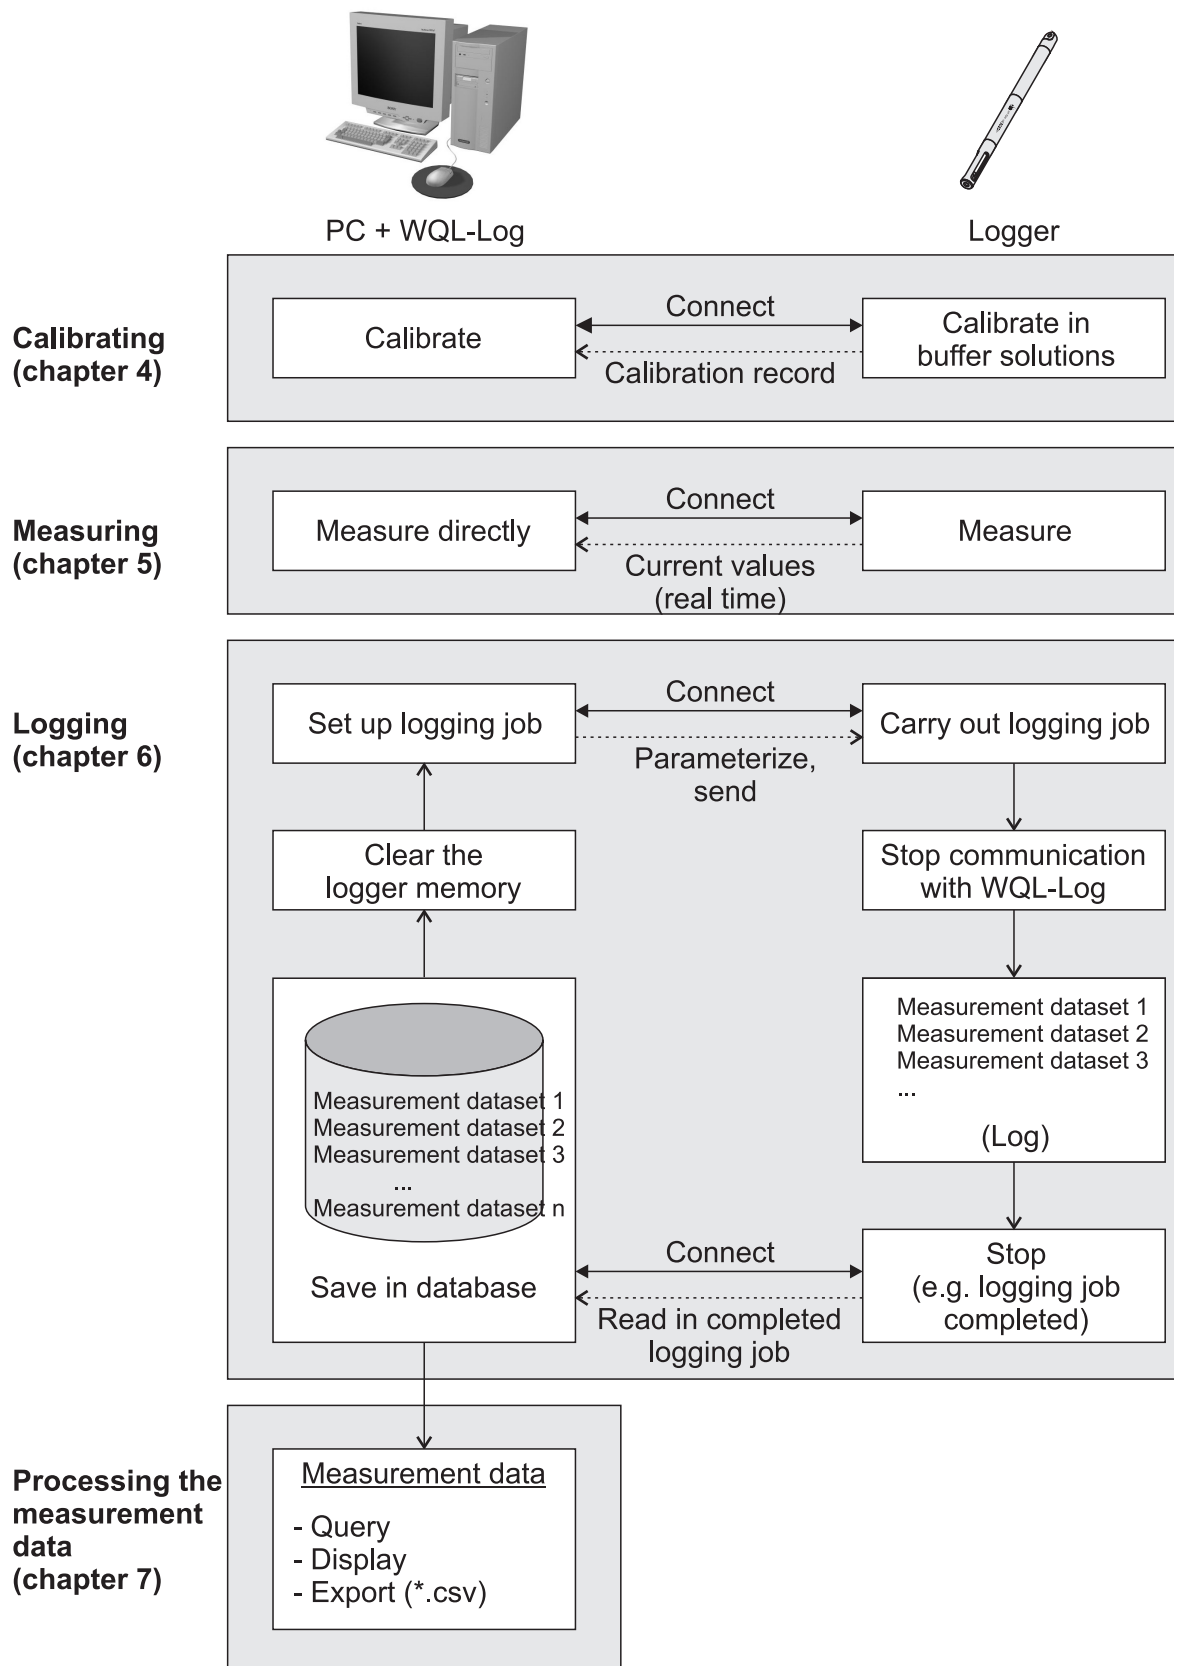 PC + WQL-Log
Logger
Calibrating
(chapter 4)
Calibrate
Connect
Calibration record
Calibrate in
buffer solutions
Measuring
(chapter 5)
Measure directly
Connect
Current values
(real time)
Measure
Logging
(chapter 6)
Set up logging job
Connect
Parameterize,
send
Carry out logging job
Clear the
logger memory
Stop communication
with WQL-Log
Measurement dataset 1
Measurement dataset 2
Measurement dataset 3
...
(Log)
Measurement dataset 1
Measurement dataset 2
Measurement dataset 3
...
Measurement dataset n
Save in database
Connect
Read in completed
logging job
Stop
(e.g. logging job
completed)
Processing the
measurement
data
(chapter 7)
Measurement data
- Query
- Display
- Export (*.csv)